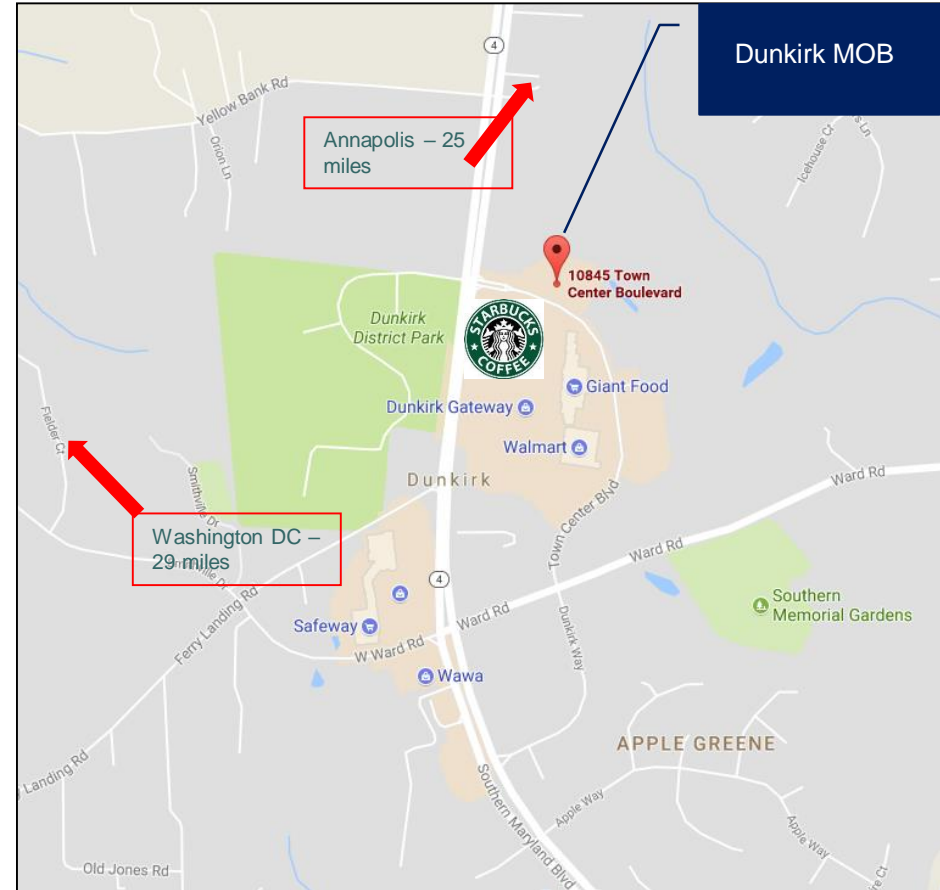 Dunkirk MOB
4
Yellow Bank Rd
Orion Ln
Annapolis – 25
miles
Icehouse Ct
10845 Town
Center Boulevard
Dunkirk
District Park
STARBUCKS
COFFEE
Giant Food
Dunkirk Gateway
Walmart
Fielder Ct
Smithville Dr
Dunkirk
Ward Rd
Town Center Blvd
Washington DC –
29 miles
Ward Rd
4
Southern
Memorial Gardens
Ferry Landing Rd
Safeway
Ward Rd
W Ward Rd
Dunkirk Way
Wawa
APPLE GREENE
Landing Rd
Southern Maryland Blvd
Apple Way
Apple Way
Old Jones Rd